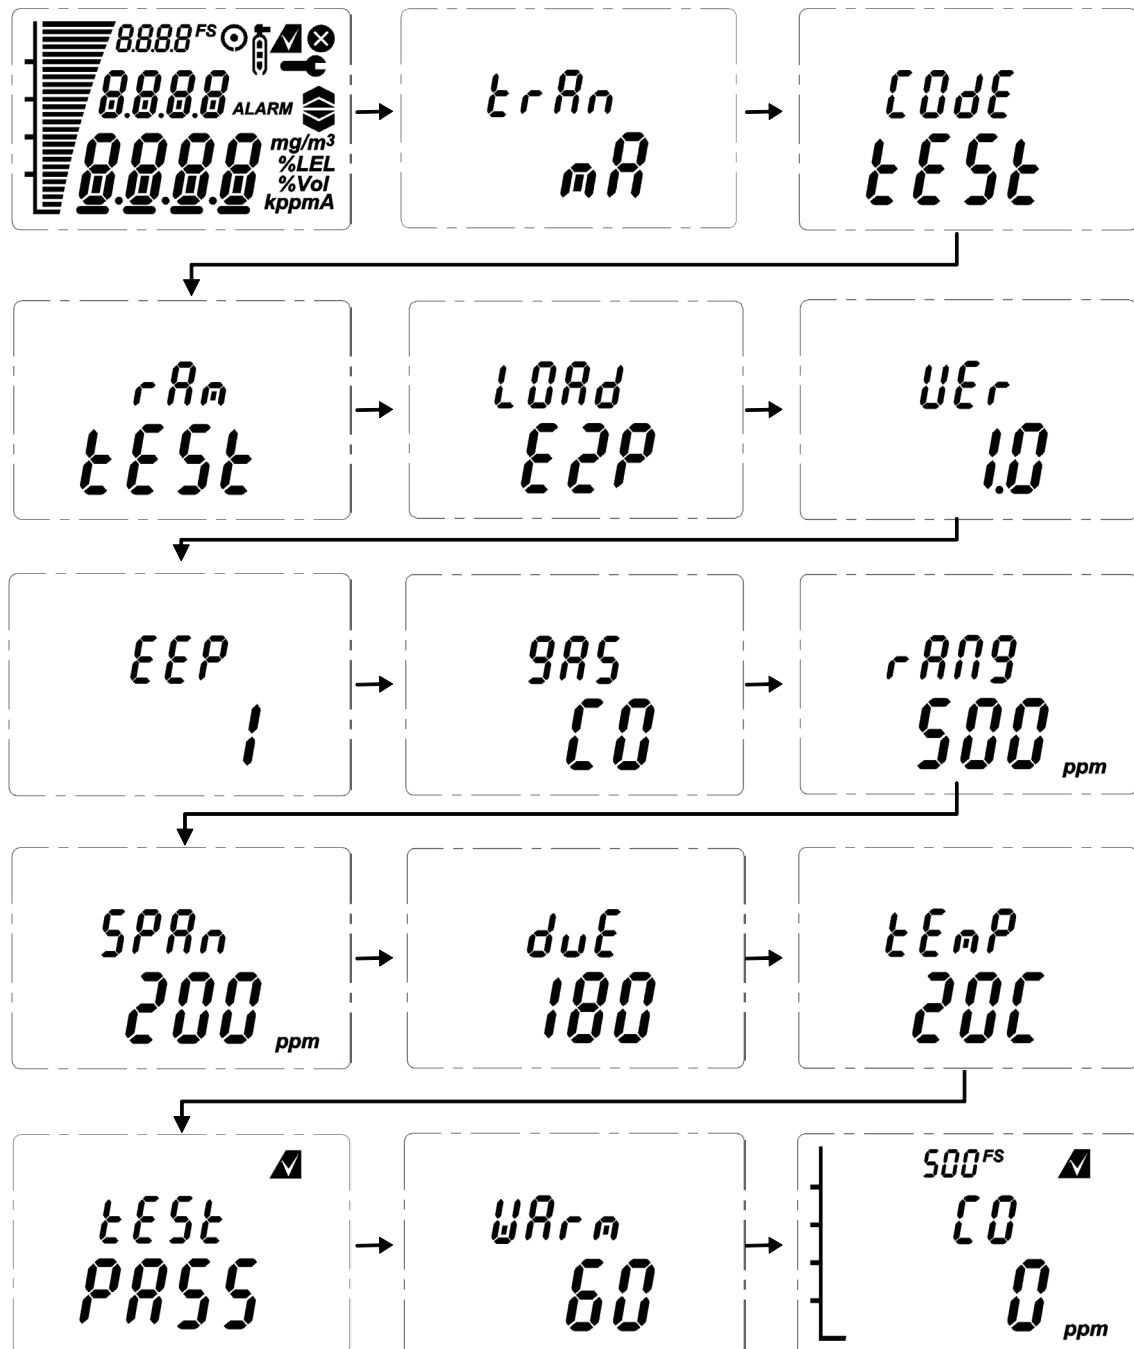 8.8.8.8 FS
8.8.8.8 ALARM
8.8.8.8 mg/m³
%LEL
%Vol
kppmA
trAn
mA
COdE
tESt
rAm
tESt
LOAd
E2P
VEr
1.0
EEP
1
gAS
CO
rANg
500 ppm
SPAn
200 ppm
duE
180
tEmP
20C
tESt
PASS
WArm
60
500 FS
CO
0 ppm